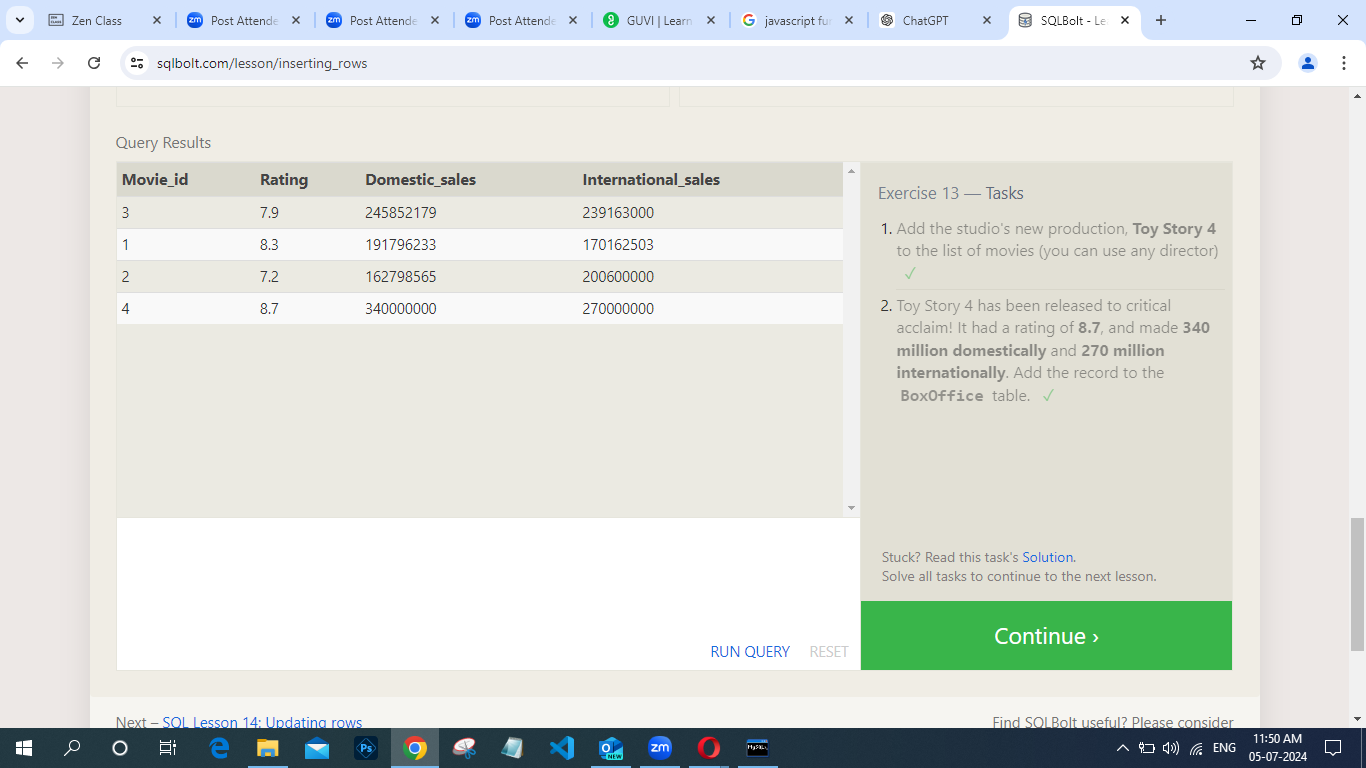 Zen Class
Post Attende
Post Attende
Post Attende
GUVI | Learn
javascript fu
ChatGPT
SQLBolt - Le
sqlbolt.com/lesson/inserting_rows
Query Results
Movie_id Rating Domestic_sales International_sales
3 7.9 245852179 239163000
1 8.3 191796233 170162503
2 7.2 162798565 200600000
4 8.7 340000000 270000000
Exercise 13 — Tasks
1. Add the studio's new production, Toy Story 4
to the list of movies (you can use any director)
✓
2. Toy Story 4 has been released to critical
acclaim! It had a rating of 8.7, and made 340
million domestically and 270 million
internationally. Add the record to the
BoxOffice table. ✓
Stuck? Read this task's Solution.
Solve all tasks to continue to the next lesson.
RUN QUERY RESET
Continue ›
Next – SQL Lesson 14: Updating rows
Find SQLBolt useful? Please consider
ENG
11:50 AM
05-07-2024